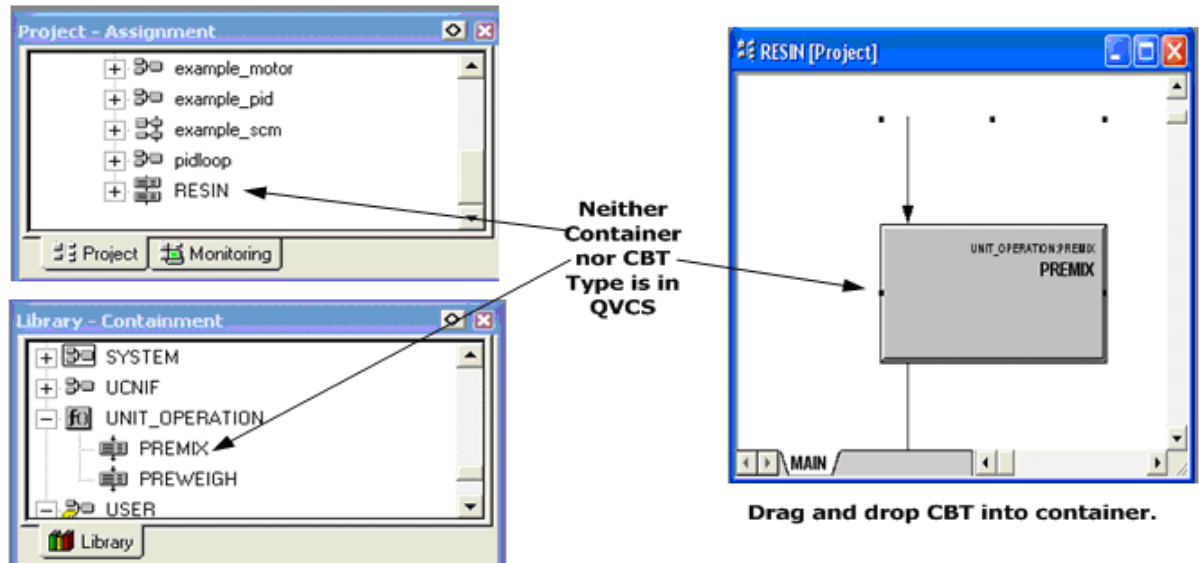 Project - Assignment
example_motor
example_pid
example_scm
pidloop
RESIN
Project
Monitoring
Library - Containment
SYSTEM
UCNIF
f()
UNIT_OPERATION
PREMIX
PREWEIGH
USER
Library
Neither
Container
nor CBT
Type is in
QVCS
RESIN [Project]
UNIT_OPERATION:PREMIX
PREMIX
MAIN
Drag and drop CBT into container.